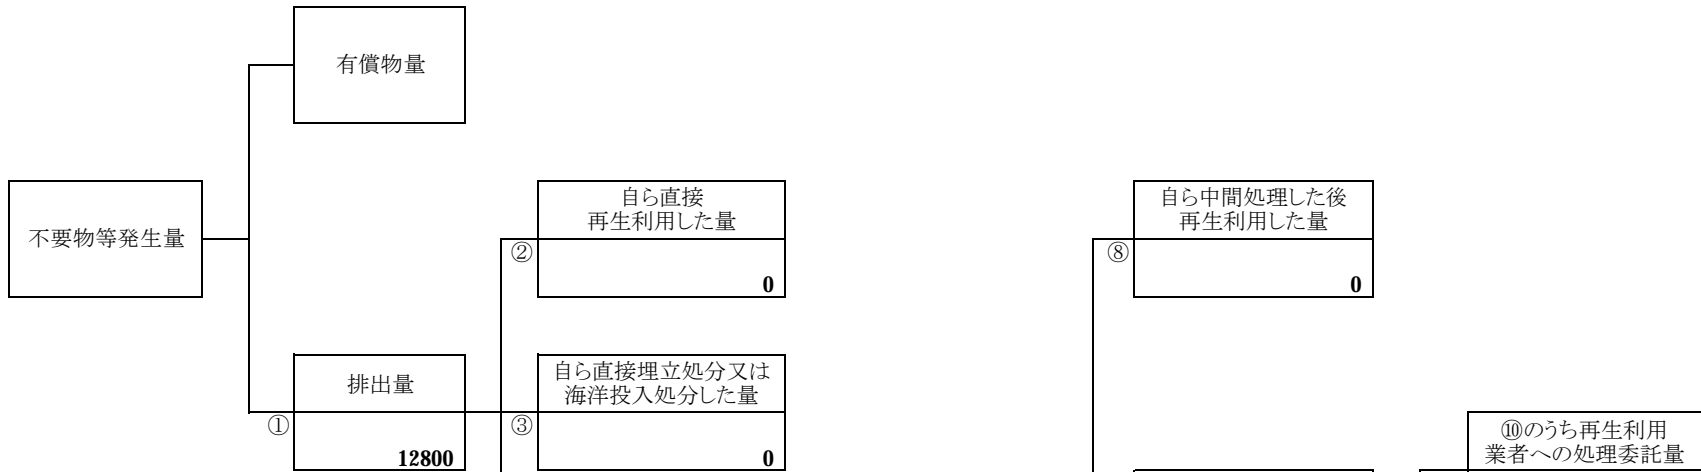 有償物量
不要物等発生量
自ら直接
再生利用した量
②
0
自ら中間処理した後
再生利用した量
⑧
0
排出量
①
12800
自ら直接埋立処分又は
海洋投入処分した量
③
0
⑩のうち再生利用
業者への処理委託量